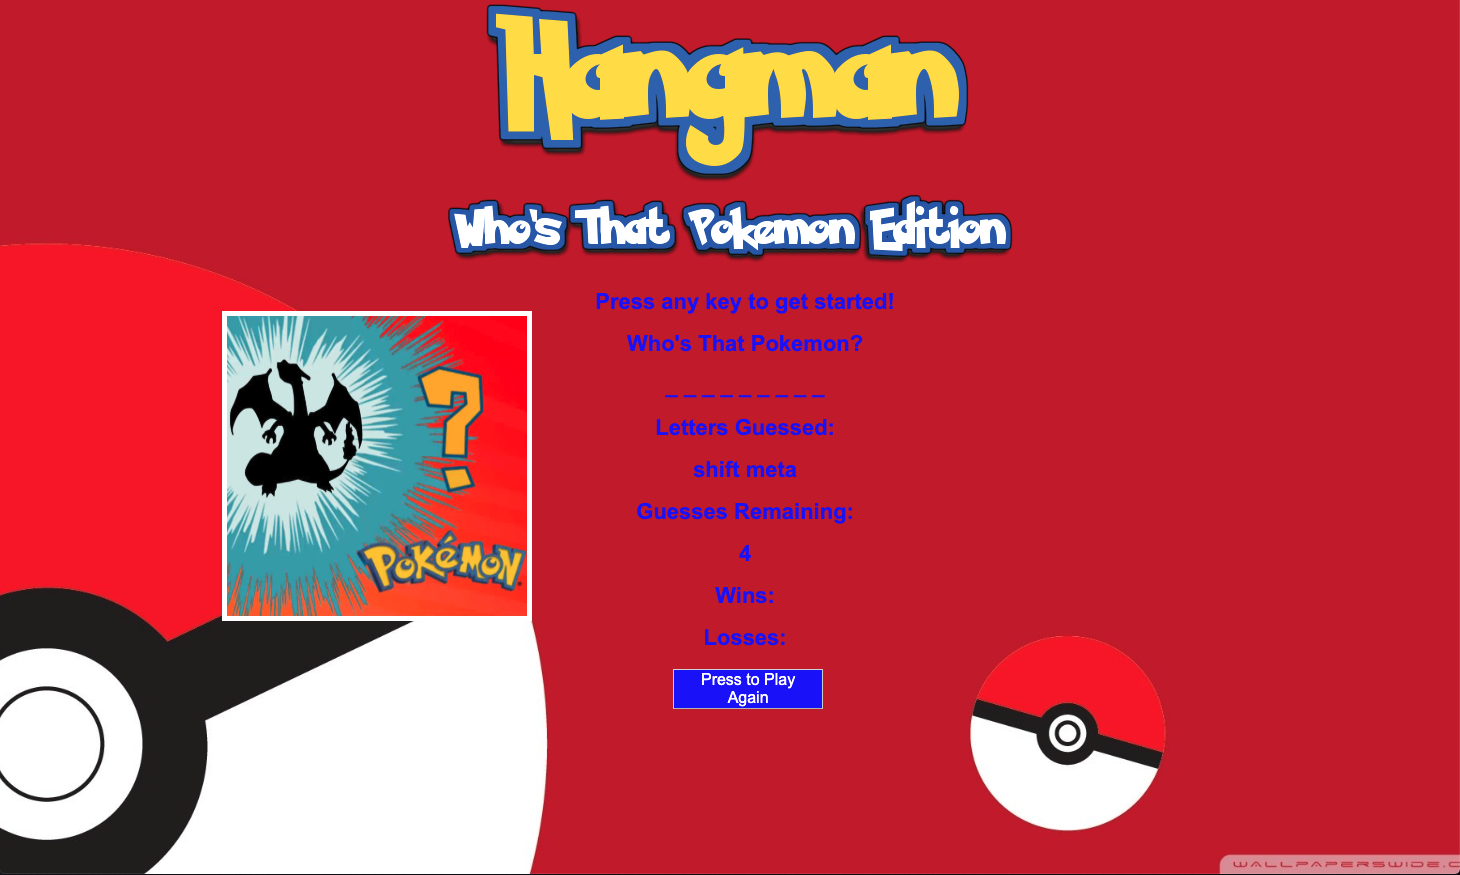 Hangman
Who's That Pokemon Edition
Press any key to get started!
Who's That Pokemon?
_ _ _ _ _ _ _ _ _
Letters Guessed:
shift meta
Guesses Remaining:
4
Wins:
Losses:
Press to Play
Again
?
POKéMON
WALLPAPERSWIDE.C